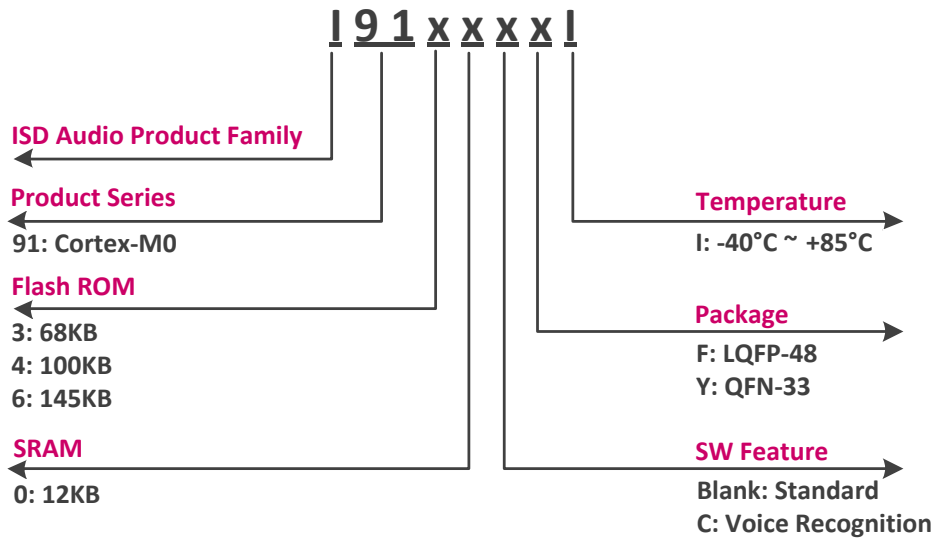 I 9 1 x x x x I
ISD Audio Product Family
Product Series
91: Cortex-M0
Flash ROM
3: 68KB
4: 100KB
6: 145KB
SRAM
0: 12KB
Temperature
I: -40°C ~ +85°C
Package
F: LQFP-48
Y: QFN-33
SW Feature
Blank: Standard
C: Voice Recognition